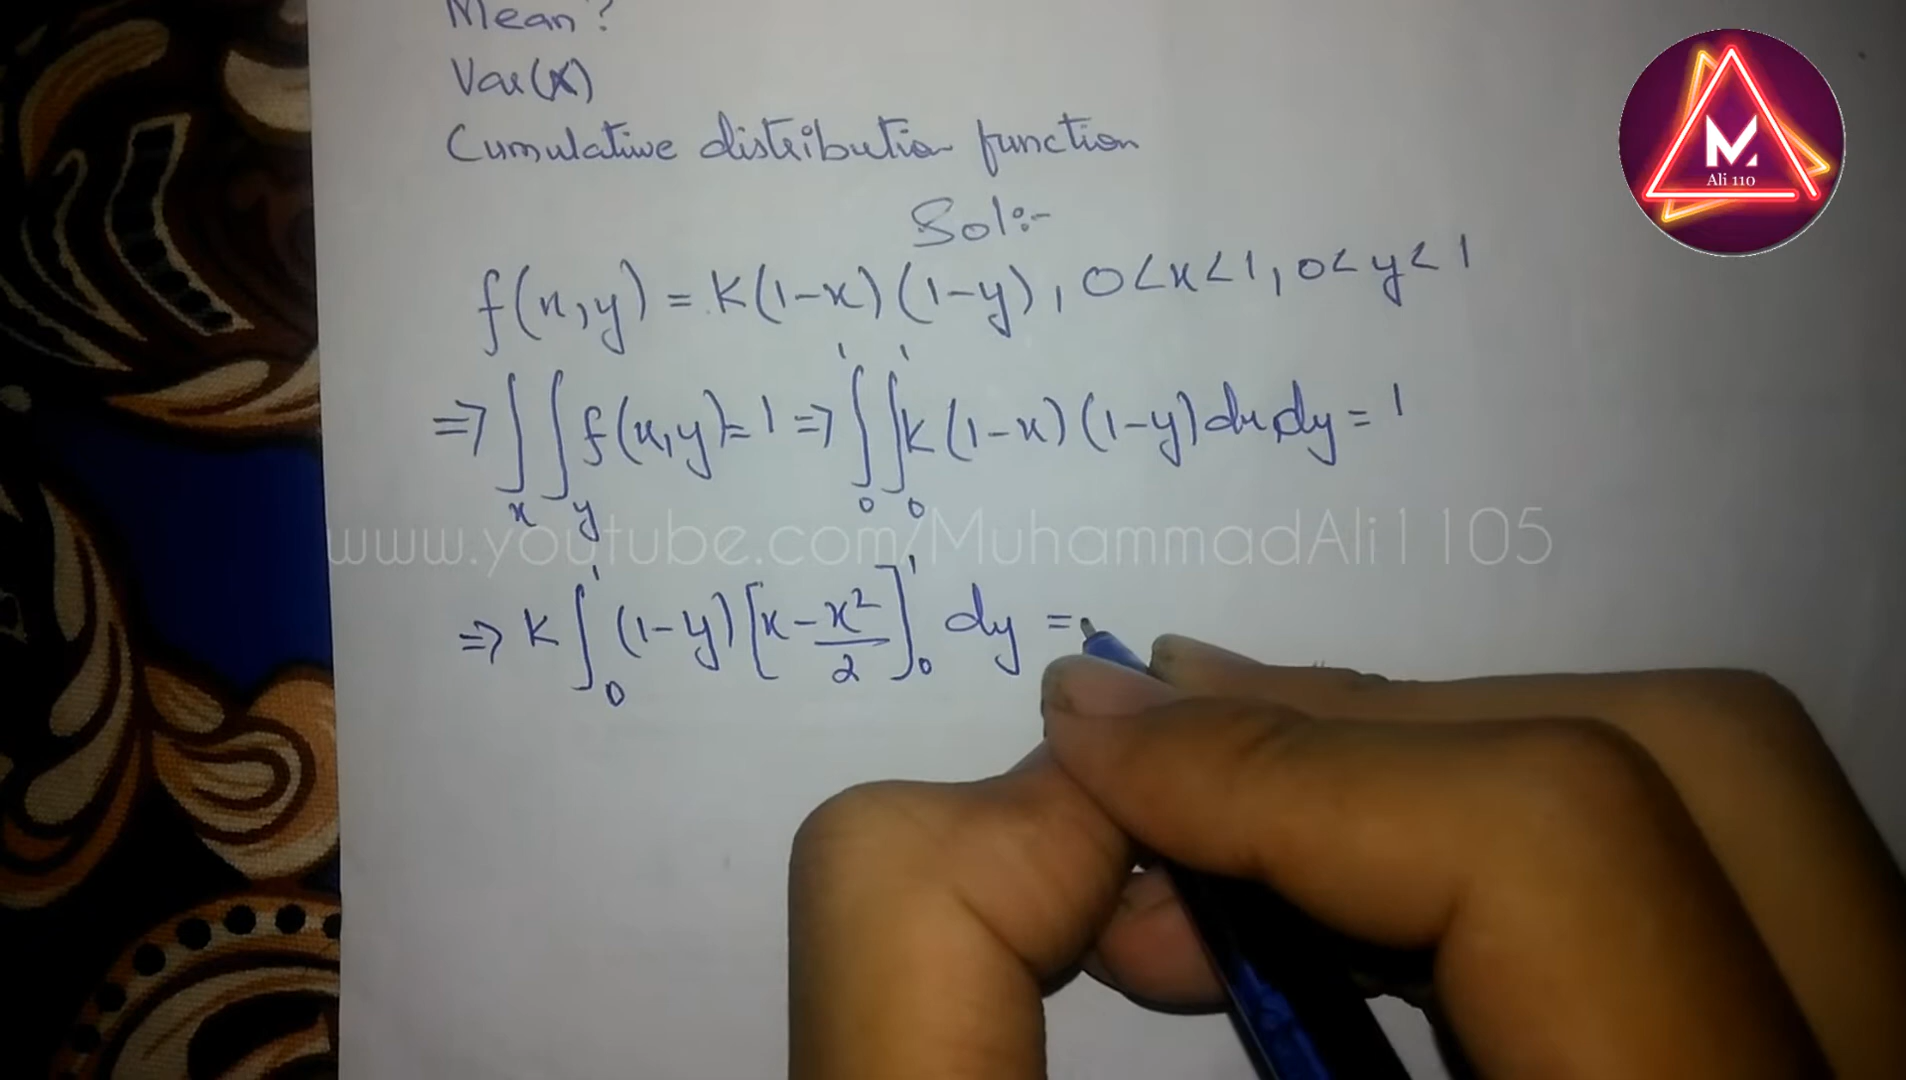 Mean?
Var(X)
Cumulative distribution function
Sol:-
f(x,y) = K(1-x)(1-y), 0<x<1, 0<y<1
⇒ ∫x ∫y f(x,y) = 1 ⇒ ∫₀¹ ∫₀¹ k(1-x)(1-y)dx dy = 1
⇒ K ∫₀¹ (1-y) [x - x²/2]₀¹ dy =
M.
Ali 110
www.youtube.com/MuhammadAli1105